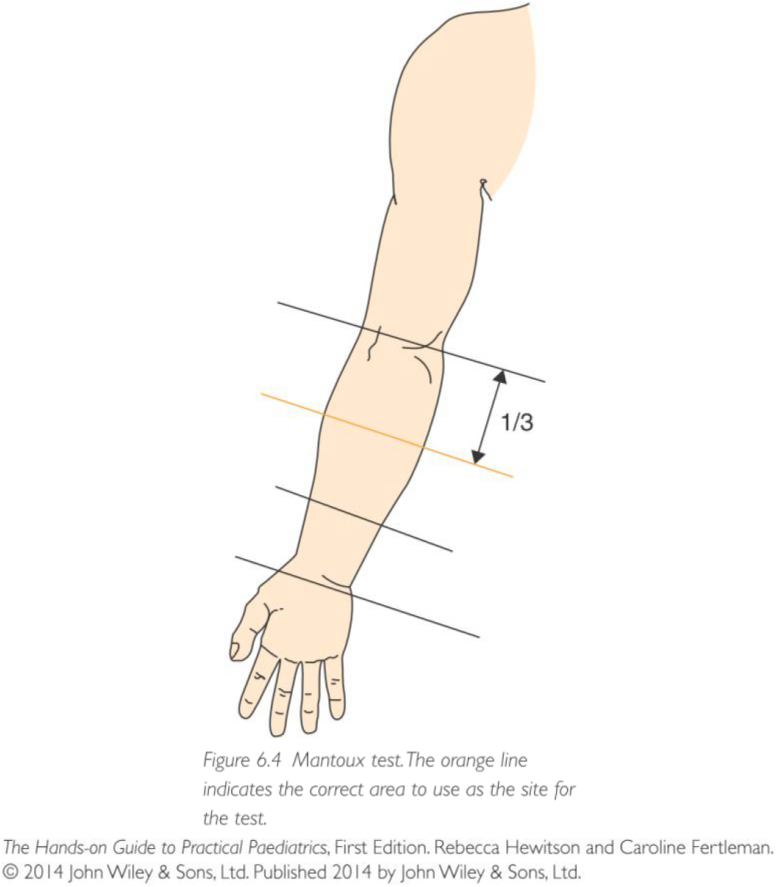 1/3
Figure 6.4 Mantoux test. The orange line
indicates the correct area to use as the site for
the test.
The Hands-on Guide to Practical Paediatrics, First Edition. Rebecca Hewitson and Caroline Fertleman.
© 2014 John Wiley & Sons, Ltd. Published 2014 by John Wiley & Sons, Ltd.